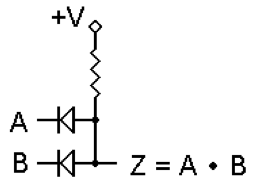 +V
A
B Z = A • B